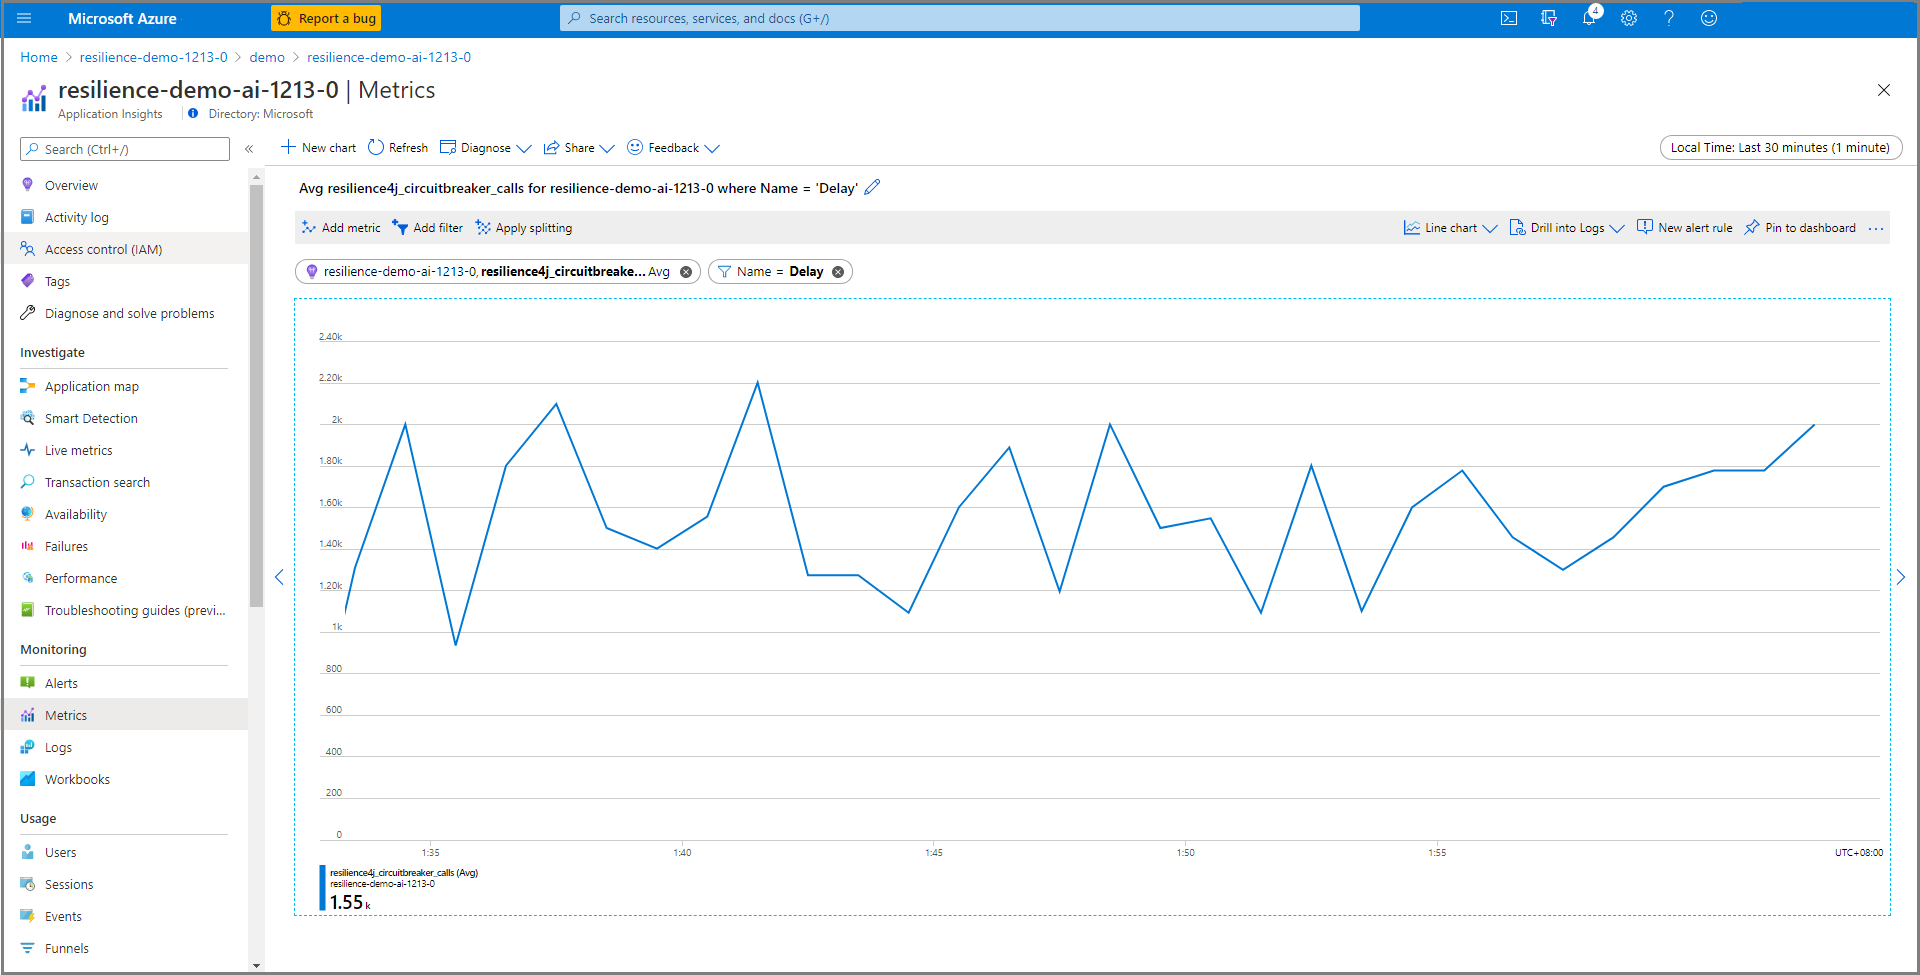 Microsoft Azure
Report a bug
Search resources, services, and docs (G+/)
4
Home > resilience-demo-1213-0 > demo > resilience-demo-ai-1213-0
resilience-demo-ai-1213-0 | Metrics
Application Insights
Directory: Microsoft
Search (Ctrl+/)
«
New chart
Refresh
Diagnose
Share
Feedback
Local Time: Last 30 minutes (1 minute)
Overview
Activity log
Access control (IAM)
Tags
Diagnose and solve problems
Investigate
Application map
Smart Detection
Live metrics
Transaction search
Availability
Failures
Performance
Troubleshooting guides (previ...
Monitoring
Alerts
Metrics
Logs
Workbooks
Usage
Users
Sessions
Events
Funnels
Avg resilience4j_circuitbreaker_calls for resilience-demo-ai-1213-0 where Name = 'Delay'
Add metric
Add filter
Apply splitting
Line chart
Drill into Logs
New alert rule
Pin to dashboard
...
resilience-demo-ai-1213-0, resilience4j_circuitbreake... Avg
Name = Delay
2.40k
2.20k
2k
1.80k
1.60k
1.40k
1.20k
1k
800
600
400
200
0
1:35
1:40
1:45
1:50
1:55
UTC+08:00
resilience4j_circuitbreaker_calls (Avg)
resilience-demo-ai-1213-0
1.55 k